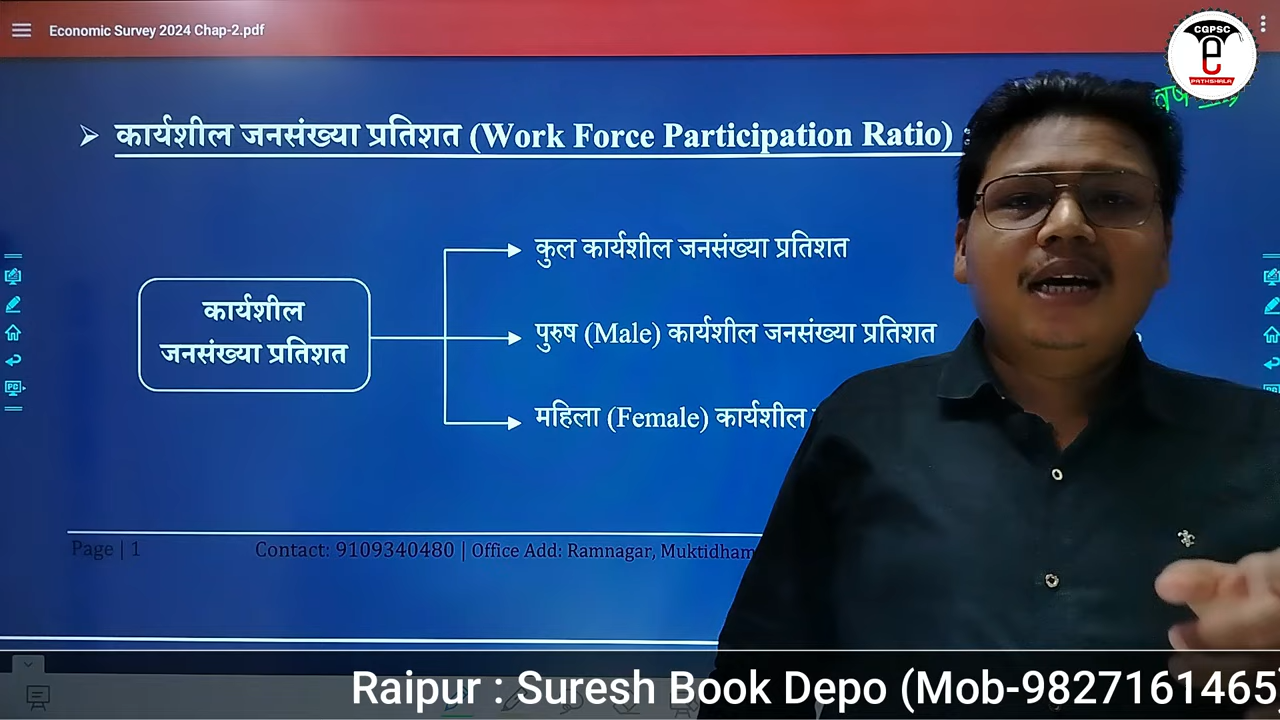 Economic Survey 2024 Chap-2.pdf
CGPSC
e
PATHSHALA
➢ कार्यशील जनसंख्या प्रतिशत (Work Force Participation Ratio)
कुल कार्यशील जनसंख्या प्रतिशत
कार्यशील
जनसंख्या प्रतिशत
पुरुष (Male) कार्यशील जनसंख्या प्रतिशत
महिला (Female) कार्यशील
Page | 1 Contact: 9109340480 | Office Add: Ramnagar, Muktidham
Raipur : Suresh Book Depo (Mob-9827161465)